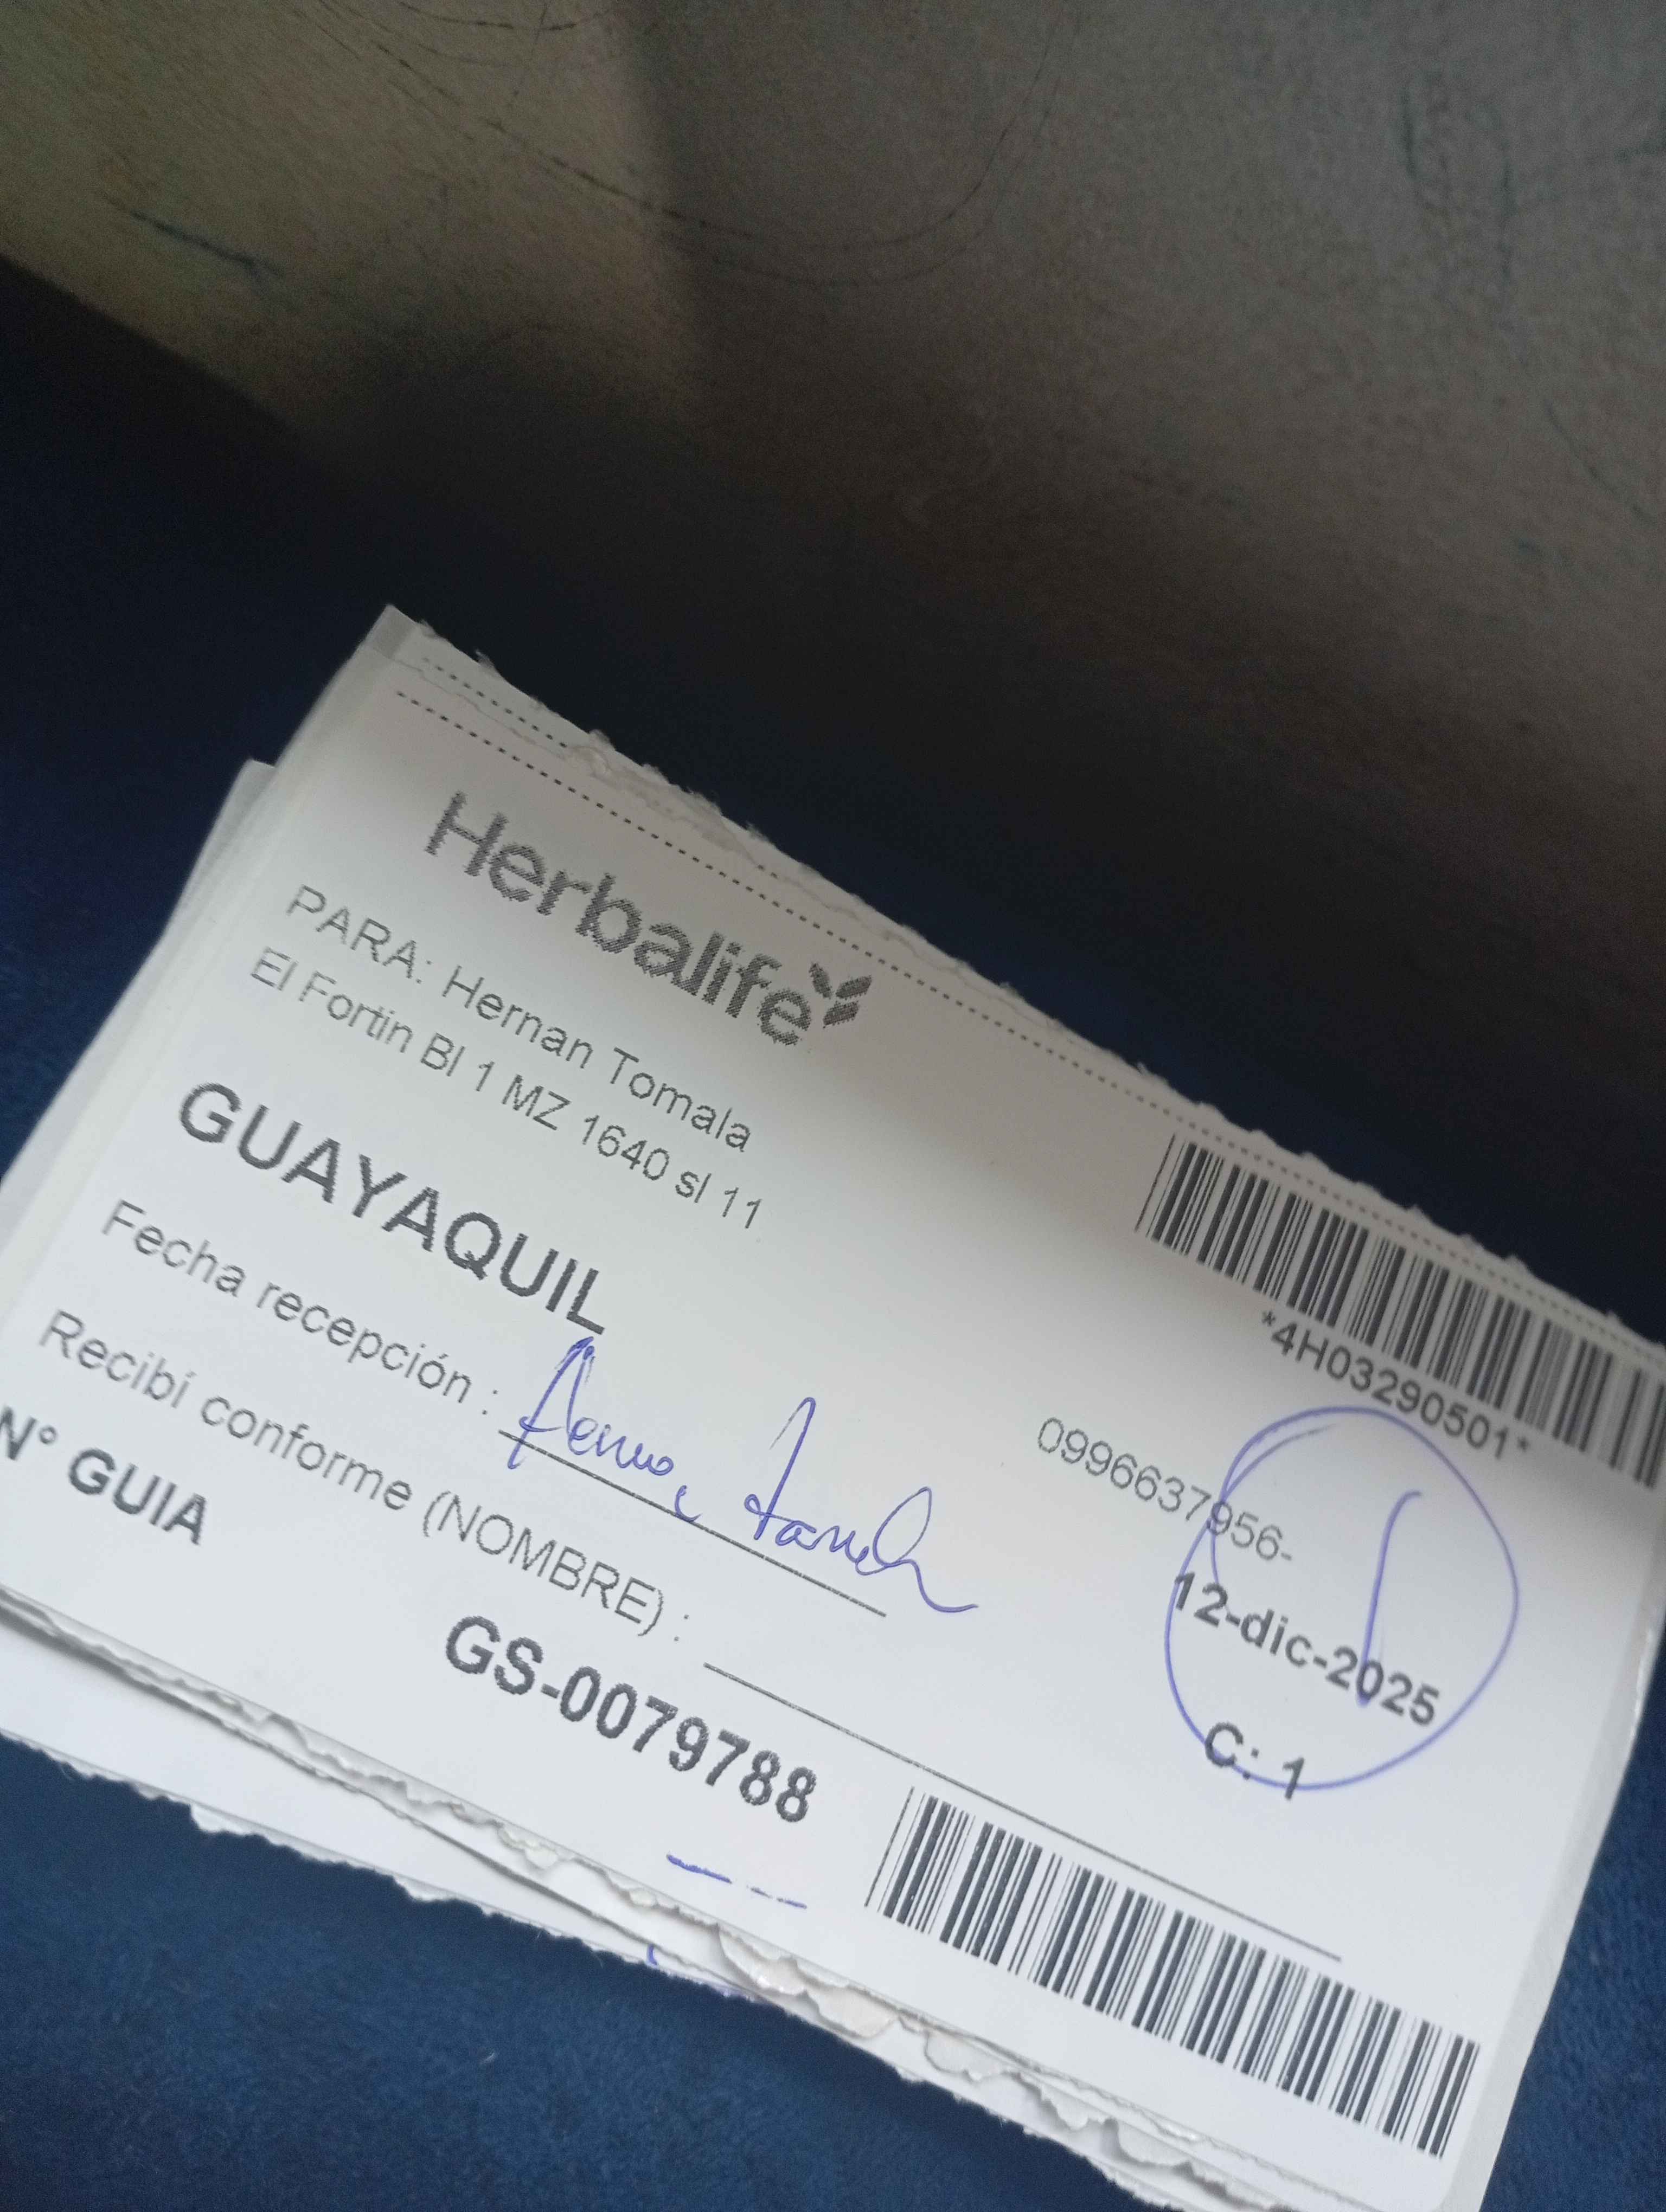 Herbalife
PARA: Hernan Tomala
El Fortin Bl 1 MZ 1640 sl 11
GUAYAQUIL
*4H03290501*
0996637956-
Fecha recepción :
12-dic-2025
Recibí conforme (NOMBRE) :
C: 1
N° GUIA
GS-0079788